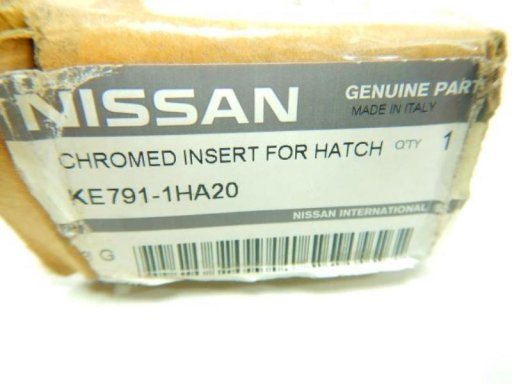 NISSAN
GENUINE PART
MADE IN ITALY
CHROMED INSERT FOR HATCH QTY 1
KE791-1HA20
NISSAN INTERNATIONAL
G